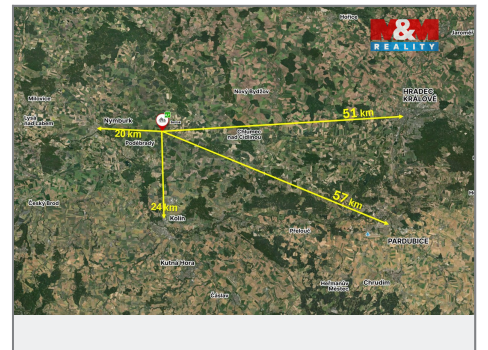 Hořice
M&M
REALITY
Jaroměř
HRADEC
KRÁLOVÉ
Nový Bydžov
Milovice
Lysá
nad Labem
Nymburk
51 km
20 km
Chlumec
nad Cidlinou
Poděbrady
57 km
24 km
Český Brod
Kolín
Přelouč
PARDUBICE
Kutná Hora
Heřmanův
Městec
Chrudim
Čáslav